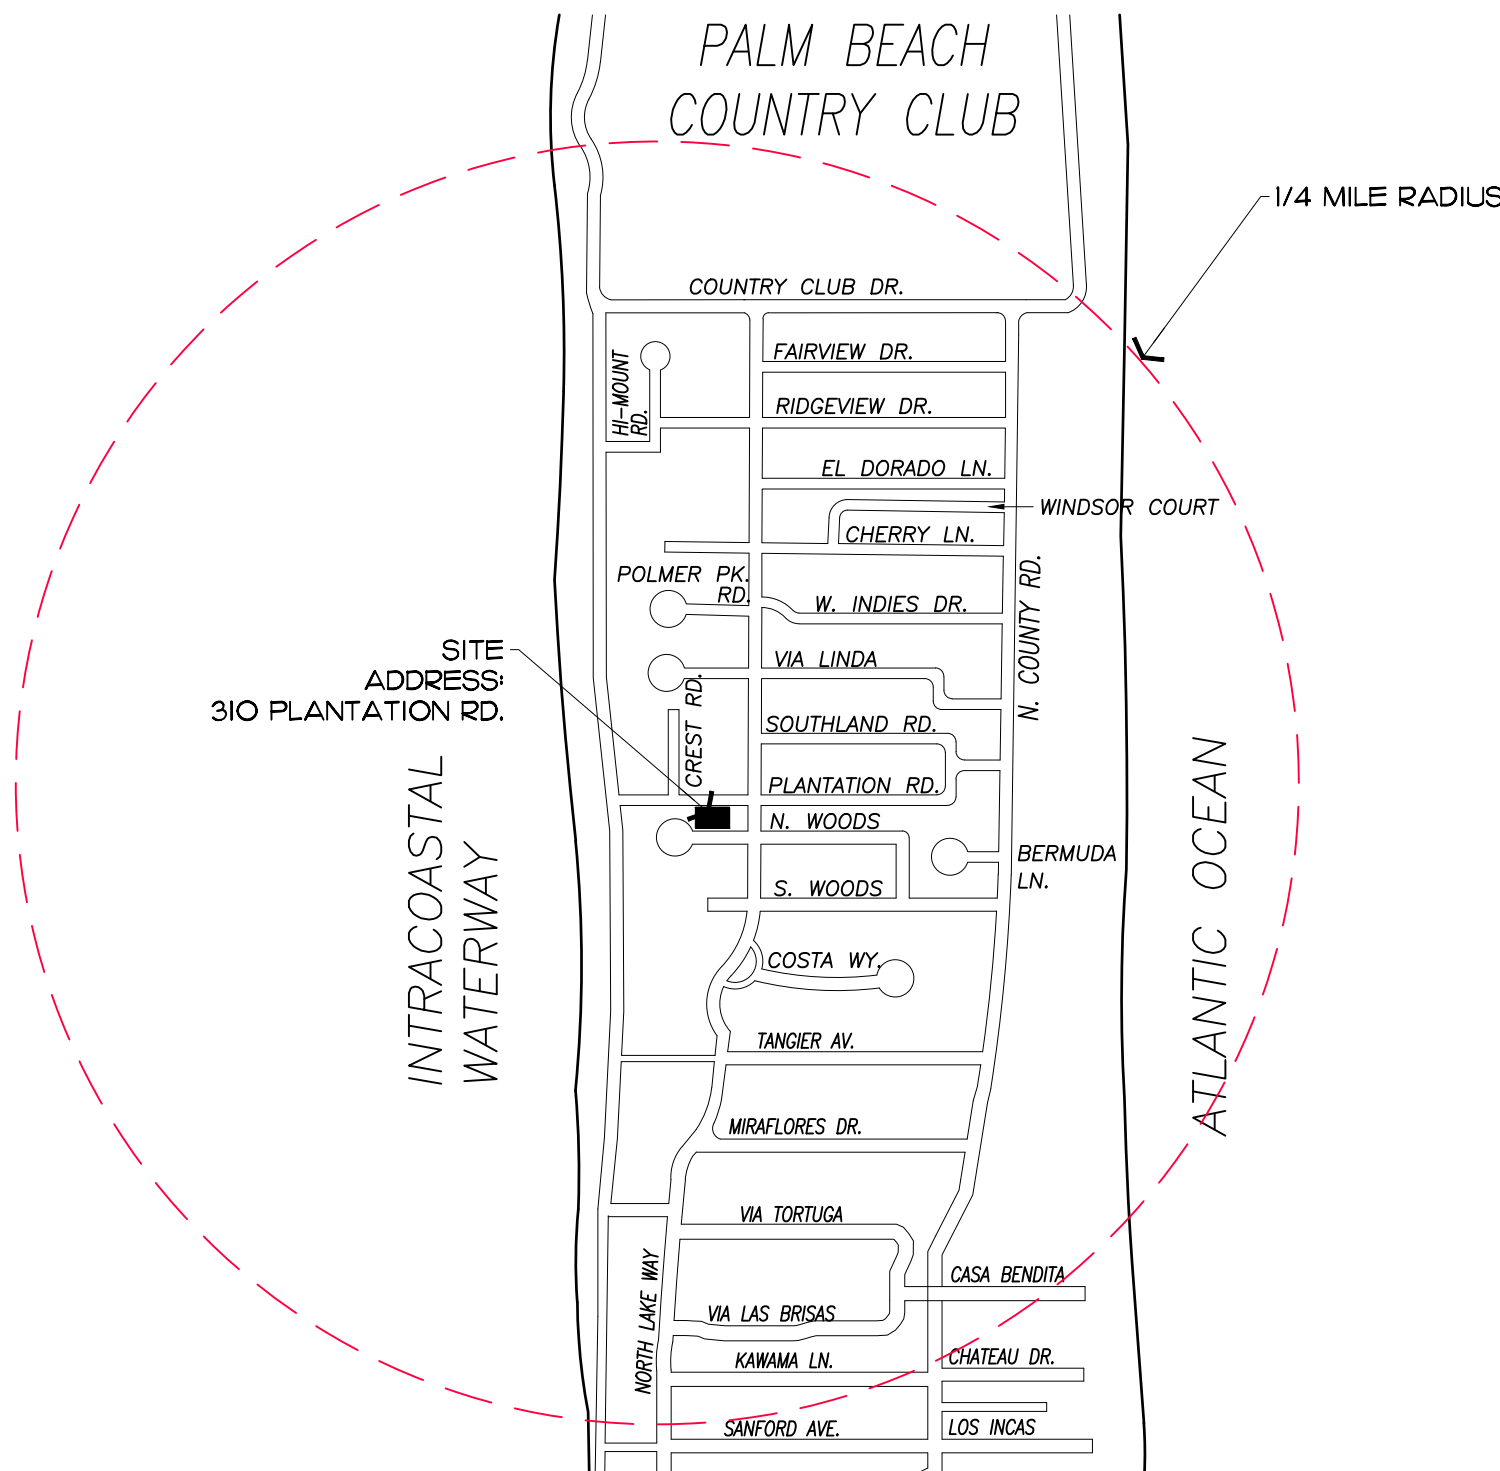 PALM BEACH
COUNTRY CLUB
1/4 MILE RADIUS
COUNTRY CLUB DR.
HI-MOUNT
RD.
FAIRVIEW DR.
RIDGEVIEW DR.
EL DORADO LN.
WINDSOR COURT
CHERRY LN.
POLMER PK.
RD.
W. INDIES DR.
N. COUNTY RD.
SITE
ADDRESS:
310 PLANTATION RD.
VIA LINDA
CREST RD.
SOUTHLAND RD.
PLANTATION RD.
N. WOODS
BERMUDA
LN.
S. WOODS
INTRACOASTAL
WATERWAY
ATLANTIC OCEAN
COSTA WY.
TANGIER AV.
MIRAFLORES DR.
VIA TORTUGA
NORTH LAKE WAY
CASA BENDITA
VIA LAS BRISAS
KAWAMA LN.
CHATEAU DR.
SANFORD AVE.
LOS INCAS